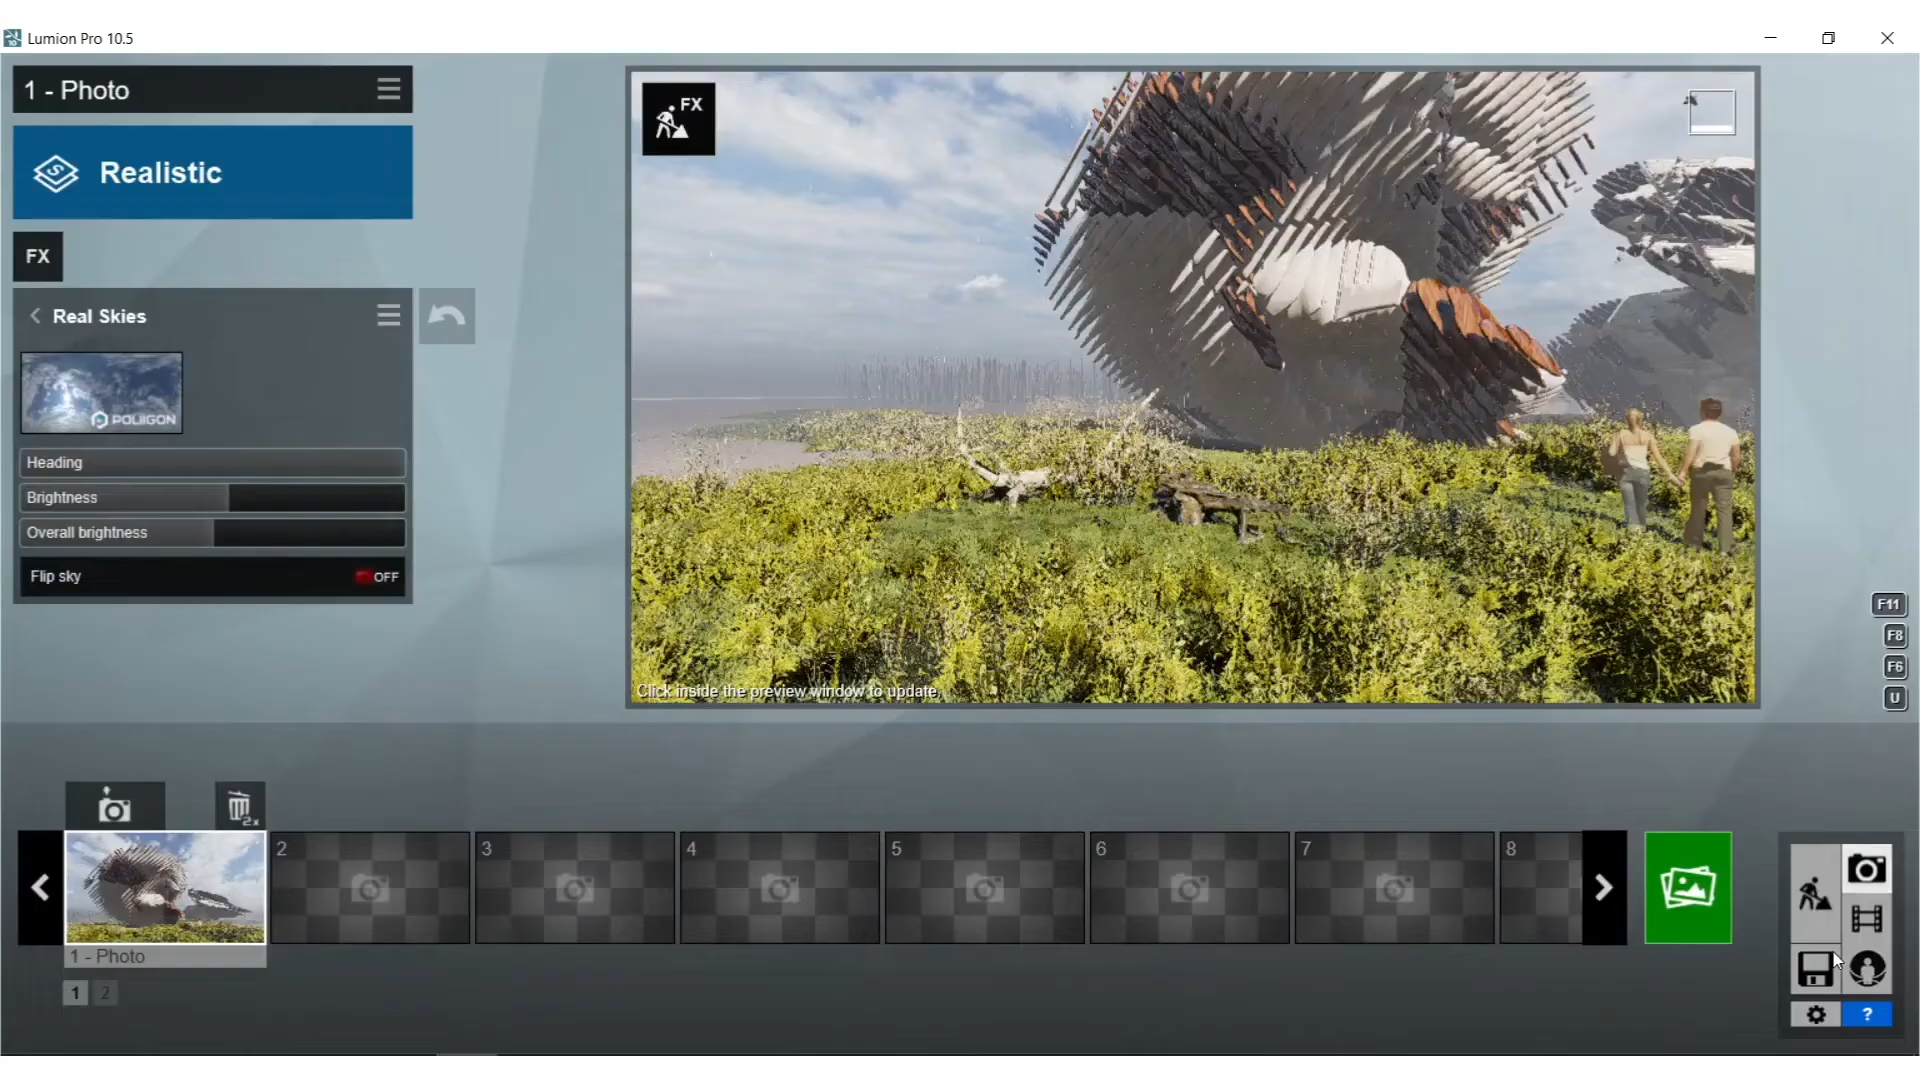 Lumion Pro 10.5
1 - Photo
Realistic
FX
FX
Real Skies
POLIIGON
Heading
Brightness
Overall brightness
Flip sky
OFF
Click inside the preview window to update...
F11
F8
F6
U
2x
2
3
4
5
6
7
8
1 - Photo
1
2
?